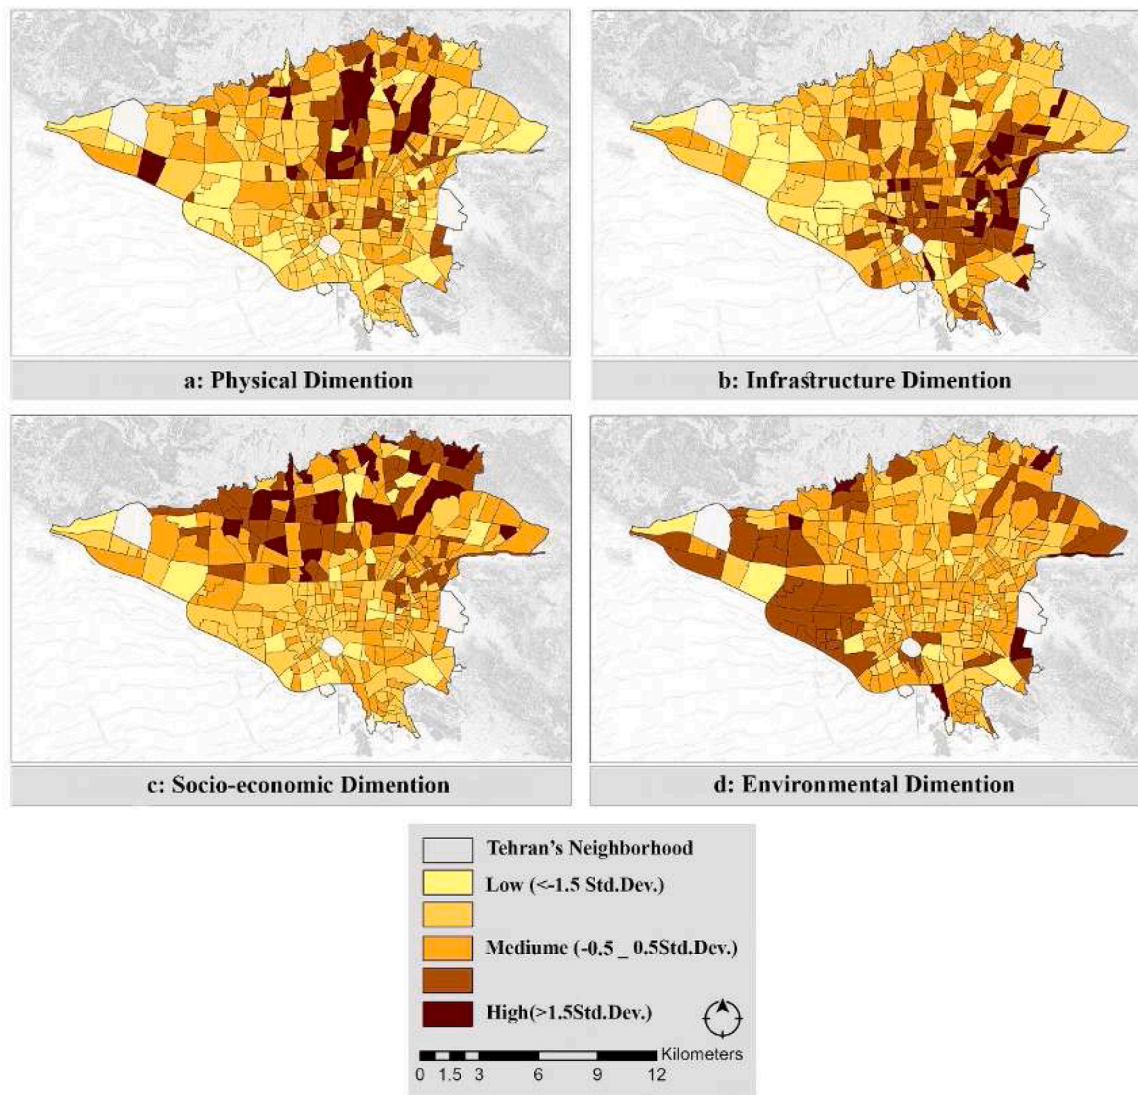 a: Physical Dimention
b: Infrastructure Dimention
c: Socio-economic Dimention
d: Environmental Dimention
Tehran's Neighborhood
Low (<-1.5 Std.Dev.)
Mediume (-0.5 _ 0.5Std.Dev.)
High(>1.5Std.Dev.)
Kilometers
0 1.5 3 6 9 12